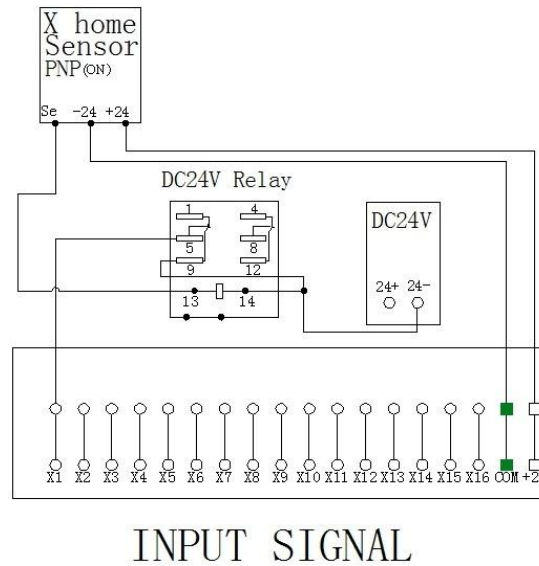 X home
Sensor
PNP(ON)
Se -24 +24
DC24V Relay
1 4
5 8
9 12
13 14
DC24V
24+ 24-
X1 X2 X3 X4 X5 X6 X7 X8 X9 X10 X11 X12 X13 X14 X15 X16 COM +2
INPUT SIGNAL